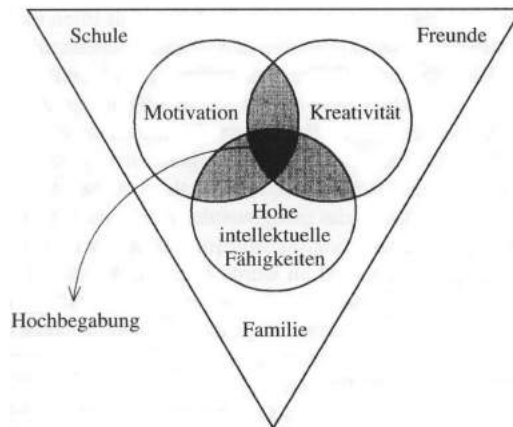 Schule
Freunde
Motivation
Kreativität
Hohe
intellektuelle
Fähigkeiten
Hochbegabung
Familie